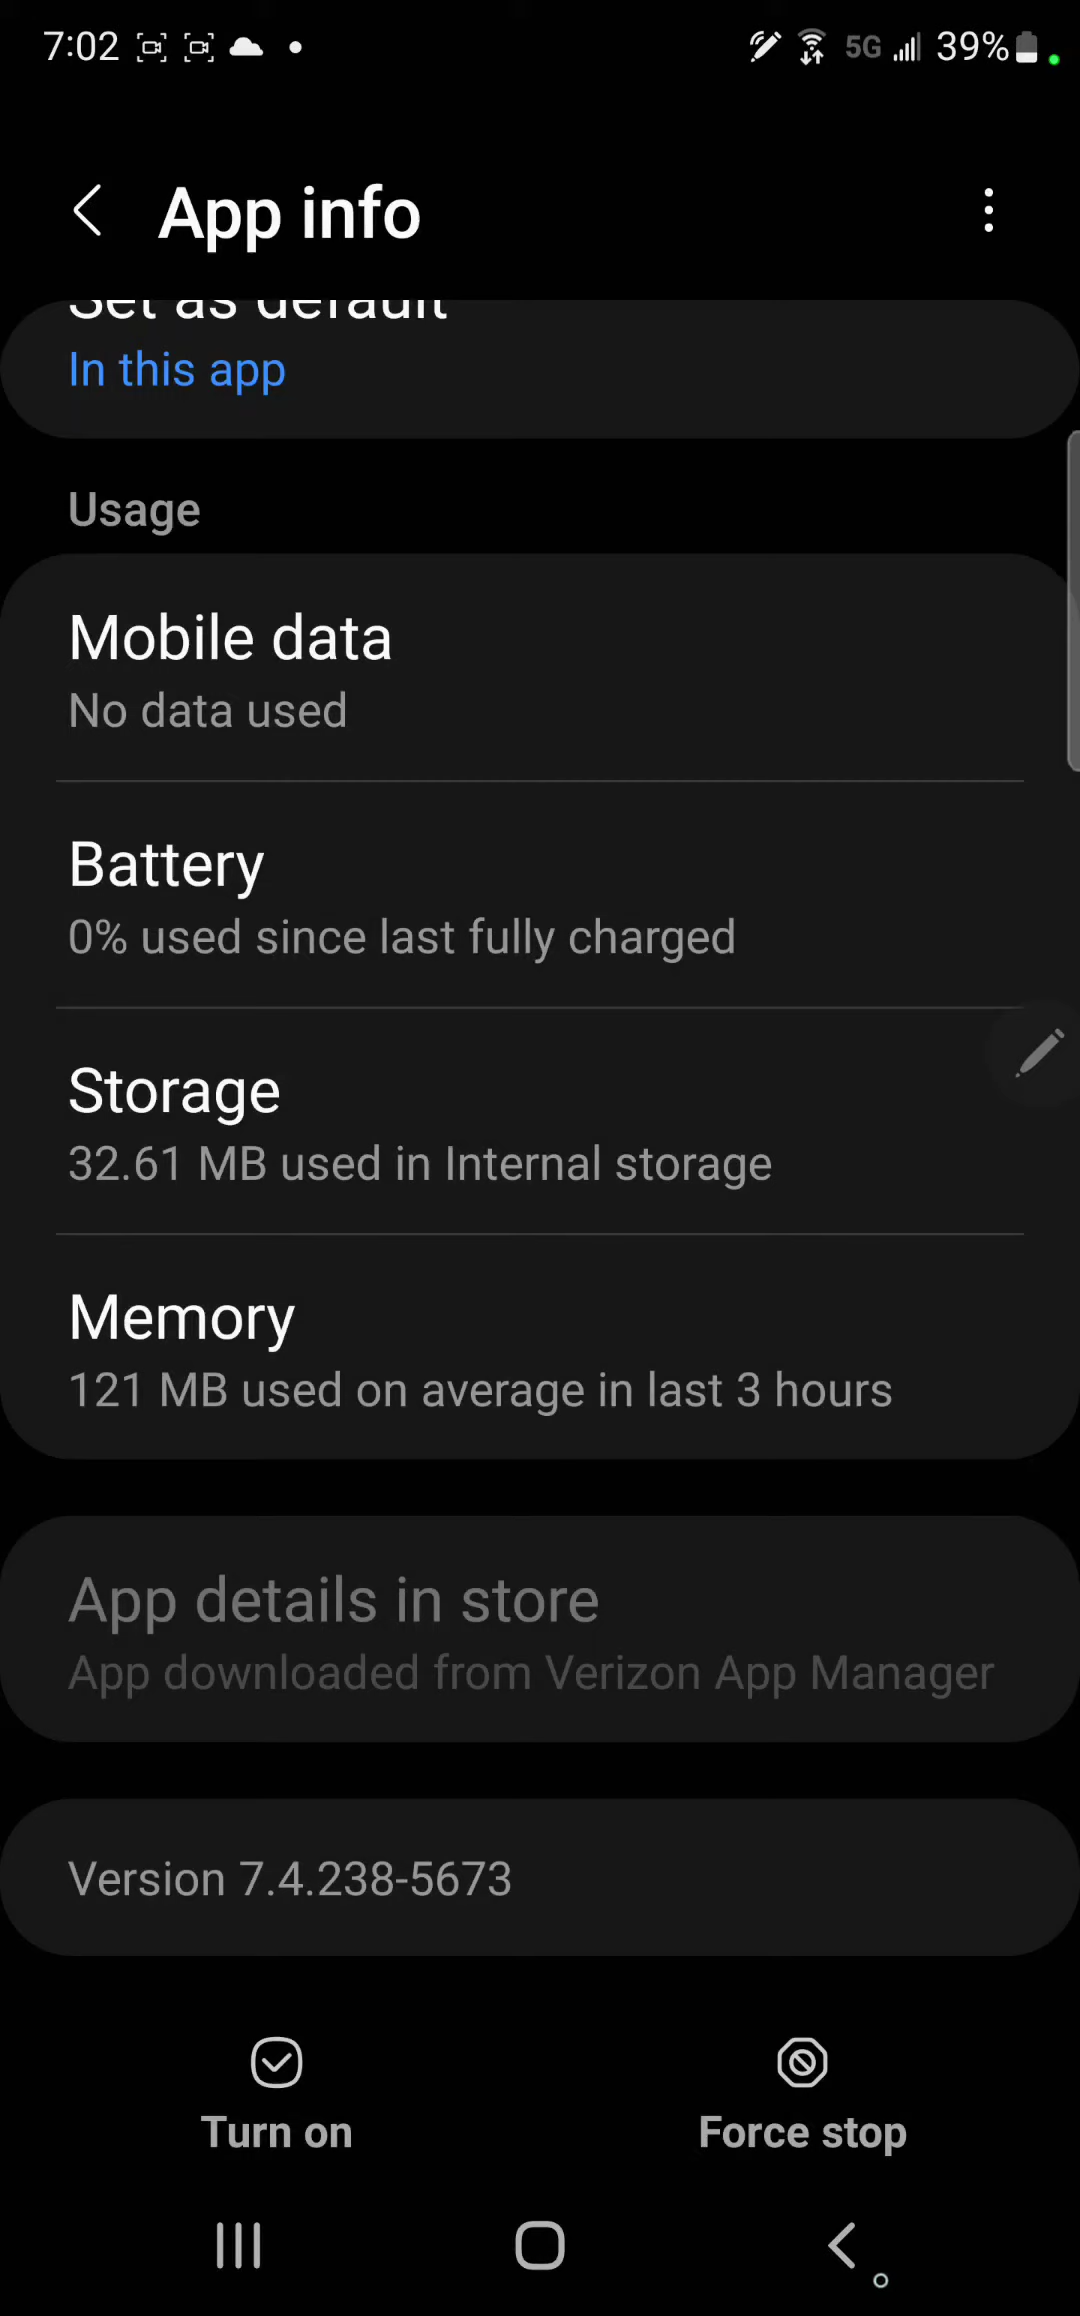 7:02 5G 39%
App info
Set as default
In this app
Usage
Mobile data
No data used
Battery
0% used since last fully charged
Storage
32.61 MB used in Internal storage
Memory
121 MB used on average in last 3 hours
App details in store
App downloaded from Verizon App Manager
Version 7.4.238-5673
Turn on
Force stop